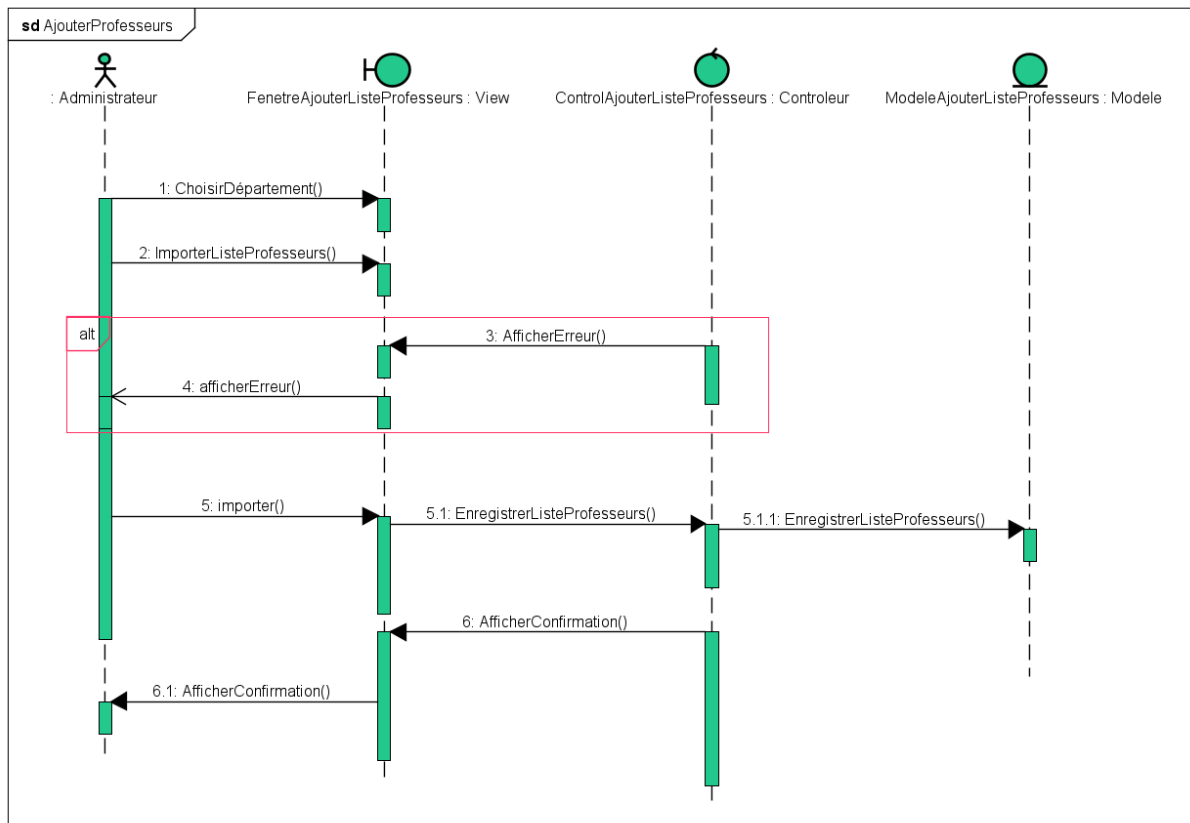 sd AjouterProfesseurs
: Administrateur
FenetreAjouterListeProfesseurs : View
ControlAjouterListeProfesseurs : Controleur
ModeleAjouterListeProfesseurs : Modele
1: ChoisirDépartement()
2: ImporterListeProfesseurs()
alt
3: AfficherErreur()
4: afficherErreur()
5: importer()
5.1: EnregistrerListeProfesseurs()
5.1.1: EnregistrerListeProfesseurs()
6: AfficherConfirmation()
6.1: AfficherConfirmation()